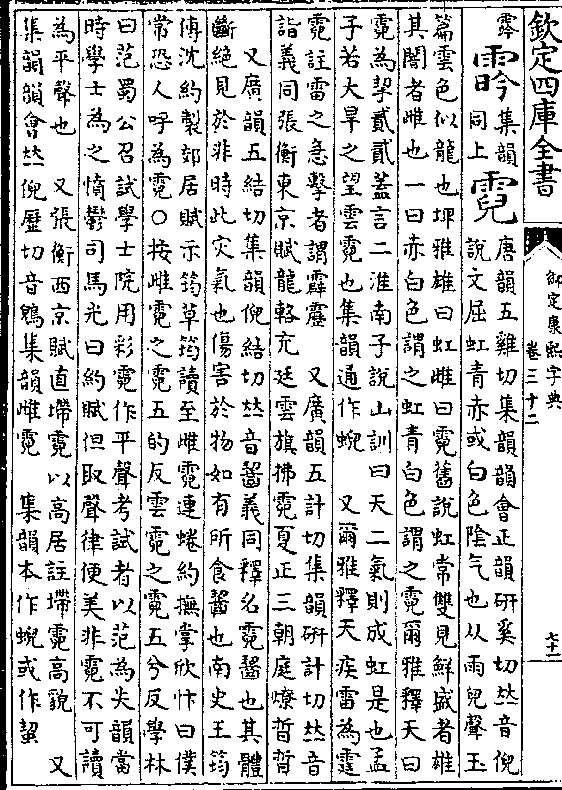 欽定四庫全書
御定康熙字典
卷三十二
七十一
集韻
同上
霓
唐韻五雞切集韻韻會正韻研奚切𠀤音倪
說文屈虹青赤或白色陰气也从雨兒聲玉
篇雲色似龍也埤雅雄曰虹雌曰霓舊說虹常雙見鮮盛者雄
其闇者雌也一曰赤白色謂之虹青白色謂之霓爾雅釋天曰
霓為挈貳貳蓋言二淮南子說山訓曰天二氣則成虹是也孟
子若大旱之望雲霓也集韻通作蜺　又爾雅釋天疾雷為霆
霓註雷之急擊者謂霹靂　又廣韻五計切集韻研計切𠀤音
詣義同張衡東京賦龍輅充廷雲旗拂霓夏正三朝庭燎晢晢
又廣韻五結切集韻倪結切𠀤音齧義同釋名霓齧也其體
斷絕見於非時此灾氣也傷害於物如有所食齧也南史王筠
傳沈約製郊居賦示筠草筠讀至雌霓連蜷約撫掌欣忭曰僕
常恐人呼為霓○按雌霓之霓五的反雲霓之霓五兮反學林
曰范蜀公召試學士院用彩霓作平聲考試者以范為失韻當
時學士為之憤鬱司馬光曰約賦但取聲律便美非霓不可讀
為平聲也　又張衡西京賦直墆霓以高居註墆霓高貌　又
集韻韻會𠀤倪歷切音鶂集韻雌霓　集韻本作蜺或作蛪